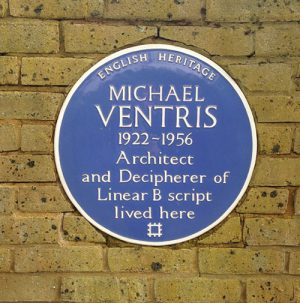 ENGLISH HERITAGE
MICHAEL
VENTRIS
1922~1956
Architect
and Decipherer of
Linear B script
lived here